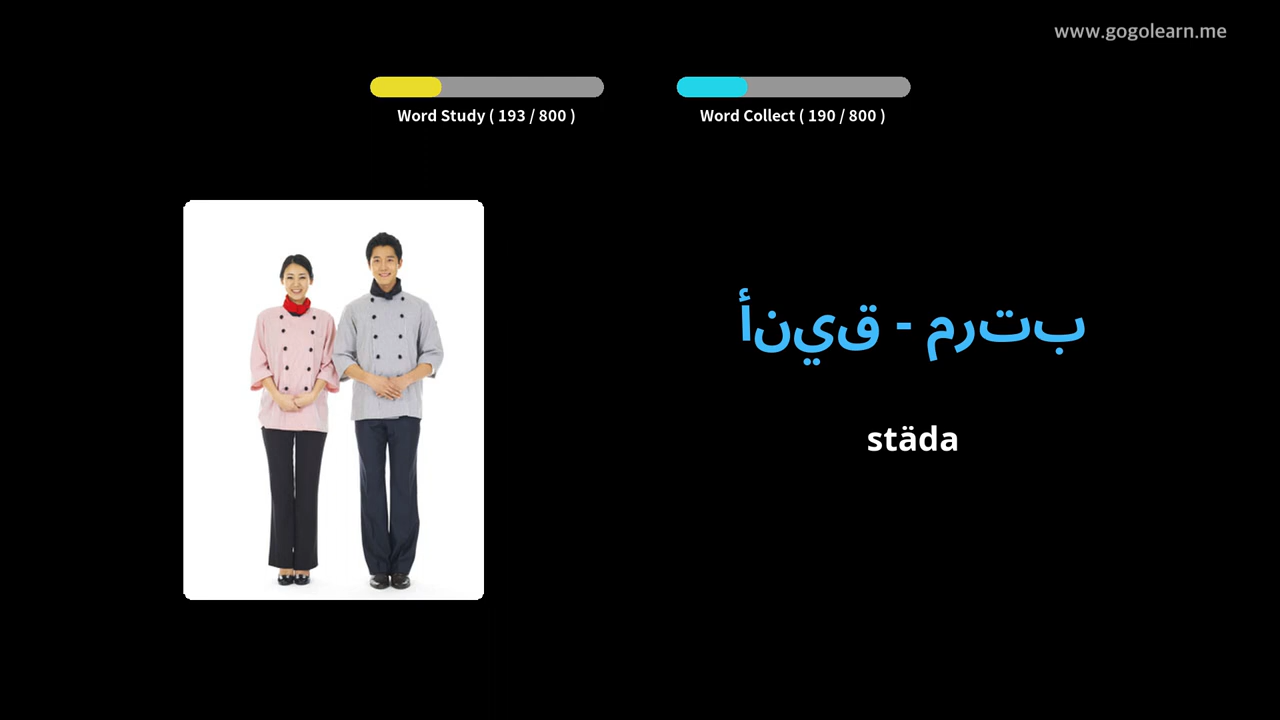 www.gogolearn.me
Word Study ( 193 / 800 )
Word Collect ( 190 / 800 )
أنيق - مرتب
städa